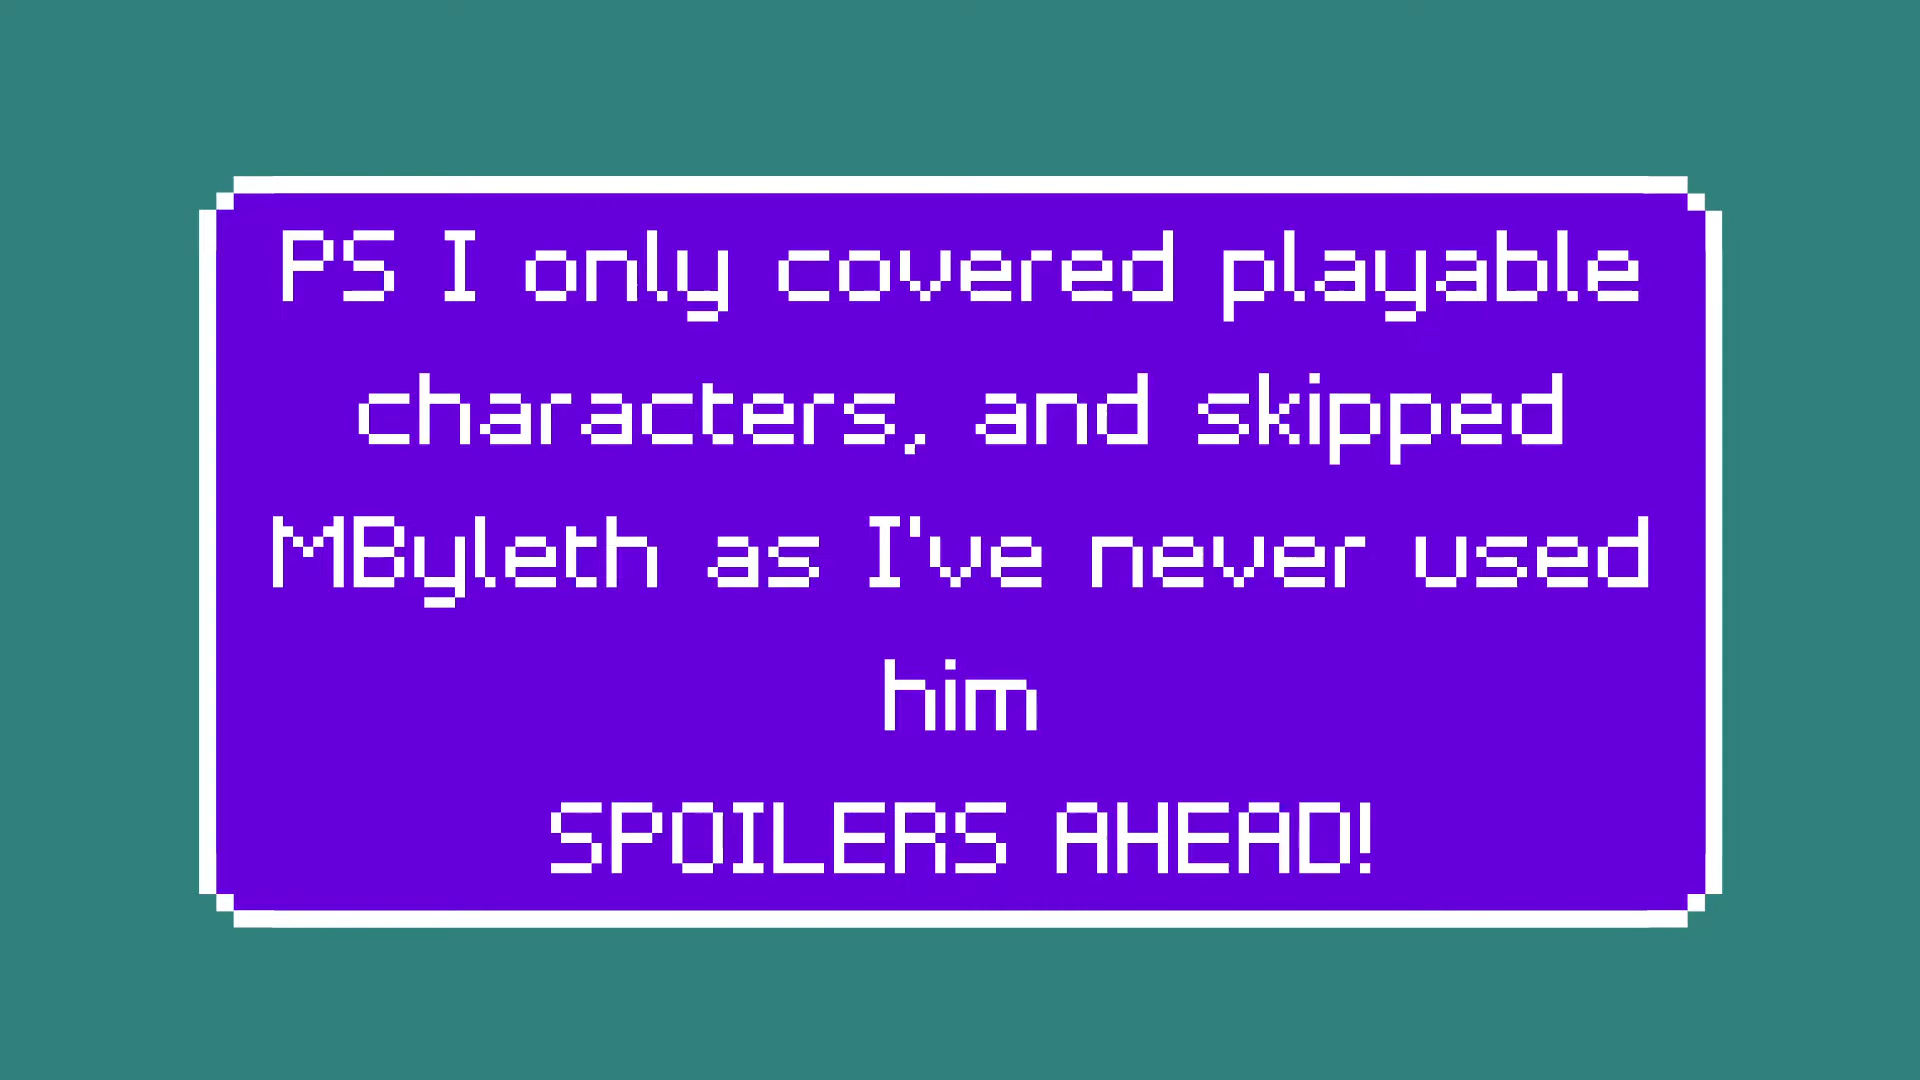 PS I only covered playable
characters, and skipped
MByleth as I've never used
him
SPOILERS AHEAD!